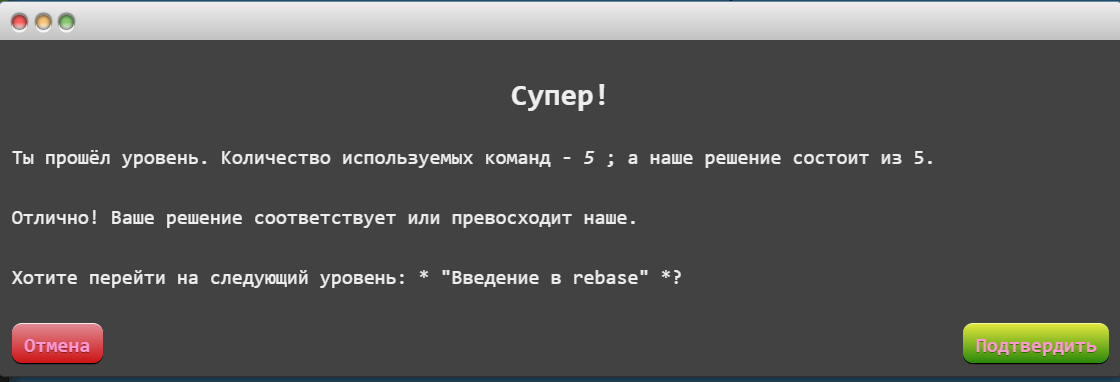 Супер!
Ты прошёл уровень. Количество используемых команд - 5 ; а наше решение состоит из 5.
Отлично! Ваше решение соответствует или превосходит наше.
Хотите перейти на следующий уровень: * "Введение в rebase" *?
Отмена
Подтвердить